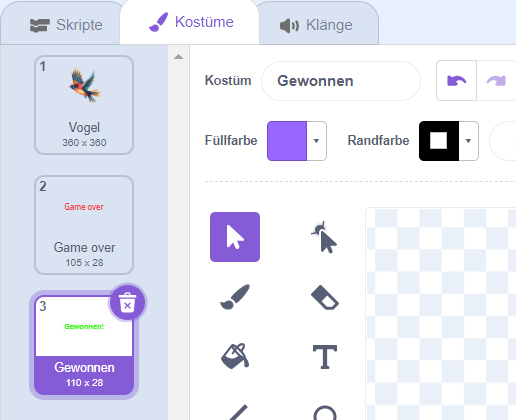 Skripte
Kostüme
Klänge
1
Vogel
360 x 360
2
Game over
Game over
105 x 28
3
Gewonnen!
Gewonnen
110 x 28
Kostüm
Gewonnen
Füllfarbe
Randfarbe
T